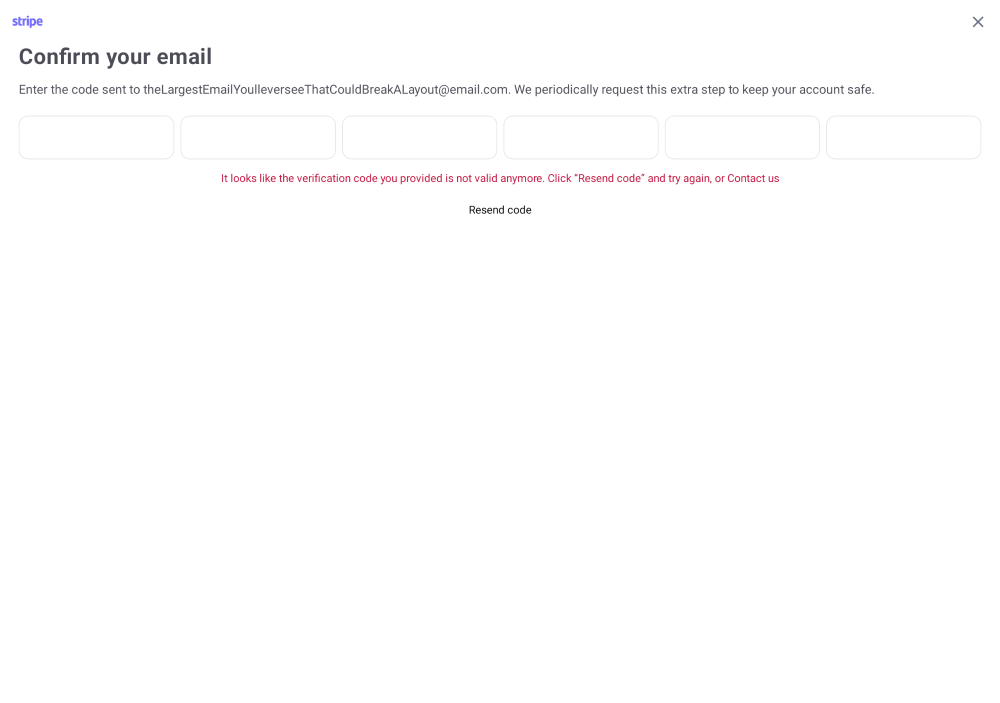 stripe
Confirm your email
Enter the code sent to theLargestEmailYoulleverseeThatCouldBreakALayout@email.com. We periodically request this extra step to keep your account safe.
It looks like the verification code you provided is not valid anymore. Click “Resend code” and try again, or Contact us
Resend code